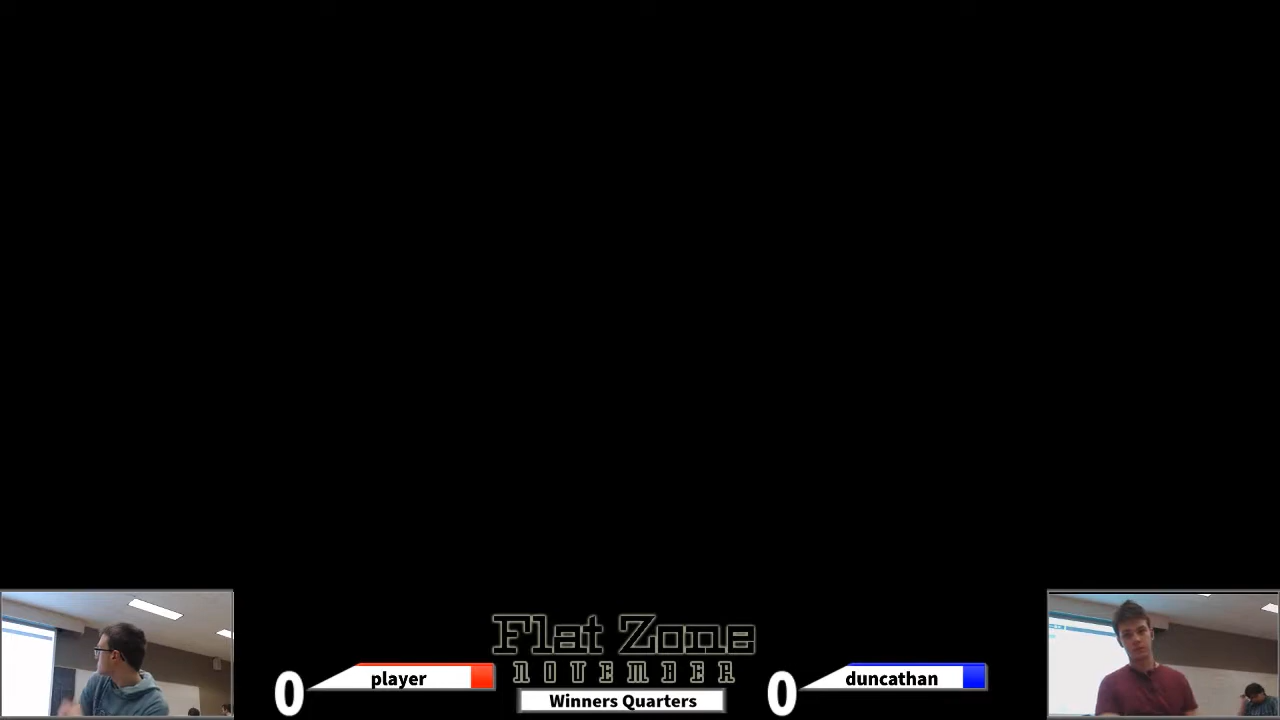 Flat Zone
NOVEMBER
0
player
0
duncathan
Winners Quarters